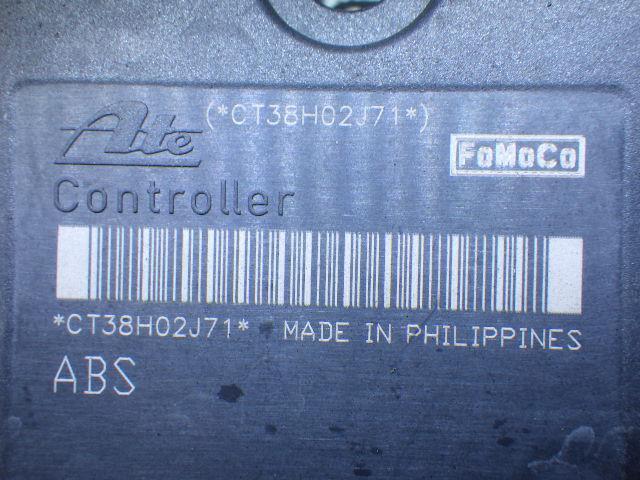 (*CT38H02J71*)
Ate
FoMoCo
Controller
*CT38H02J71* MADE IN PHILIPPINES
ABS